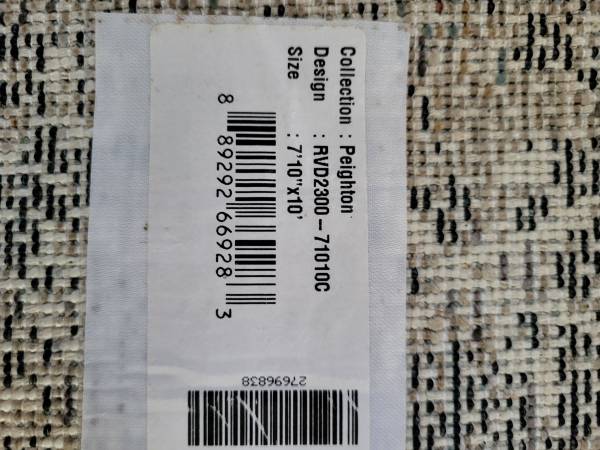 Collection : Peighton
Design : RVD2300-71010C
Size : 7'10"x10'
8 89292 66928 3
27696838